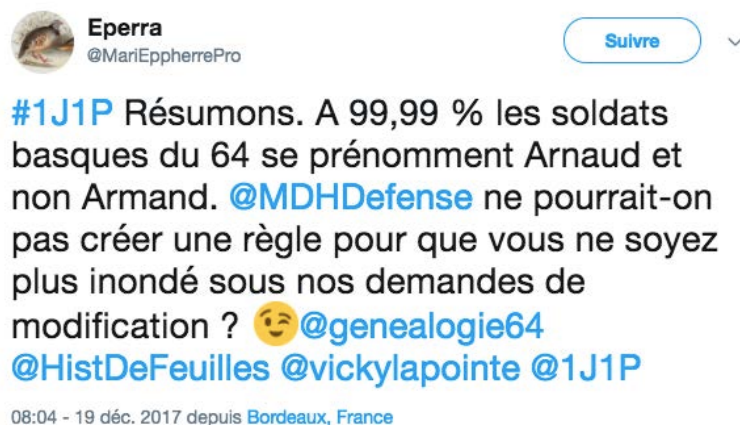 Eperra
@MariEppherrePro
Suivre
#1J1P Résumons. A 99,99 % les soldats
basques du 64 se prénomment Arnaud et
non Armand. @MDHDefense ne pourrait-on
pas créer une règle pour que vous ne soyez
plus inondé sous nos demandes de
modification ? 😉@genealogie64
@HistDeFeuilles @vickylapointe @1J1P
08:04 - 19 déc. 2017 depuis Bordeaux, France